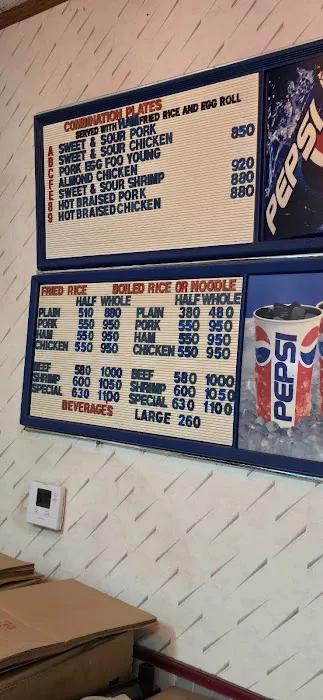 COMBINATION PLATES
SERVED WITH HAM FRIED RICE AND EGG ROLL
A SWEET & SOUR PORK 850
B SWEET & SOUR CHICKEN
C PORK EGG FOO YOUNG
F ALMOND CHICKEN
E SWEET & SOUR SHRIMP 920
8 HOT BRAISED PORK 880
9 HOT BRAISED CHICKEN 880
PEPSI
FRIED RICE BOILED RICE OR NOODLE
HALF WHOLE HALF WHOLE
PLAIN 510 880 PLAIN 380 480
PORK 550 950 PORK 550 950
HAM 550 950 HAM 550 950
CHICKEN 550 950 CHICKEN 550 950
BEEF 580 1000 BEEF 580 1000
SHRIMP 600 1050 SHRIMP 600 1050
SPECIAL 630 1100 SPECIAL 630 1100
BEVERAGES LARGE 260
PEPSI